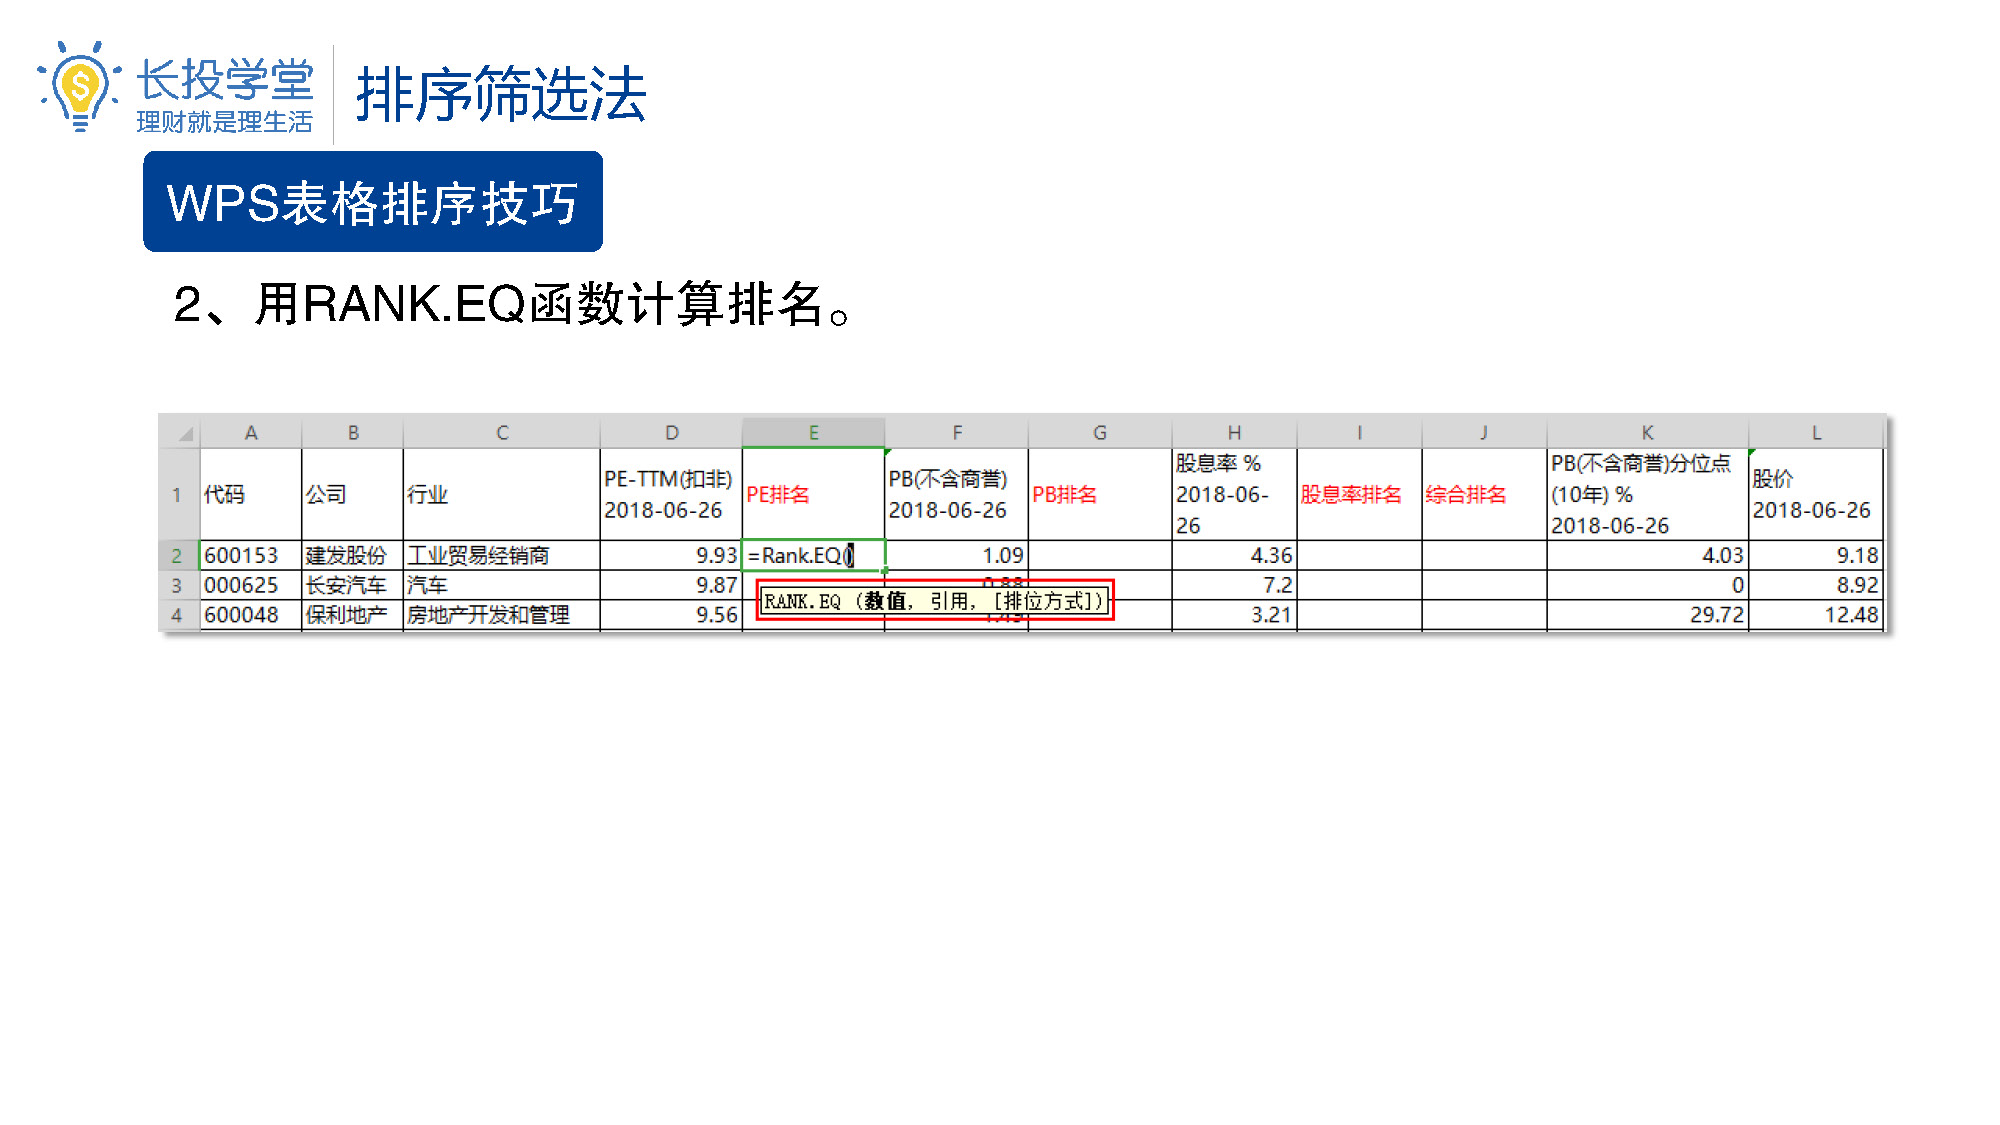 长投学堂
理财就是理生活
排序筛选法
WPS表格排序技巧
2、用RANK.EQ函数计算排名。
A B C D E F G H I J K L
1 代码 公司 行业 PE-TTM(扣非) 2018-06-26 PE排名 PB(不含商誉) 2018-06-26 PB排名 股息率 % 2018-06-26 股息率排名 综合排名 PB(不含商誉)分位点(10年) % 2018-06-26 股价 2018-06-26
2 600153 建发股份 工业贸易经销商 9.93 =Rank.EQ() 1.09 4.36 4.03 9.18
3 000625 长安汽车 汽车 9.87 0.88 7.2 0 8.92
RANK.EQ (数值, 引用, [排位方式])
4 600048 保利地产 房地产开发和管理 9.56 3.21 29.72 12.48